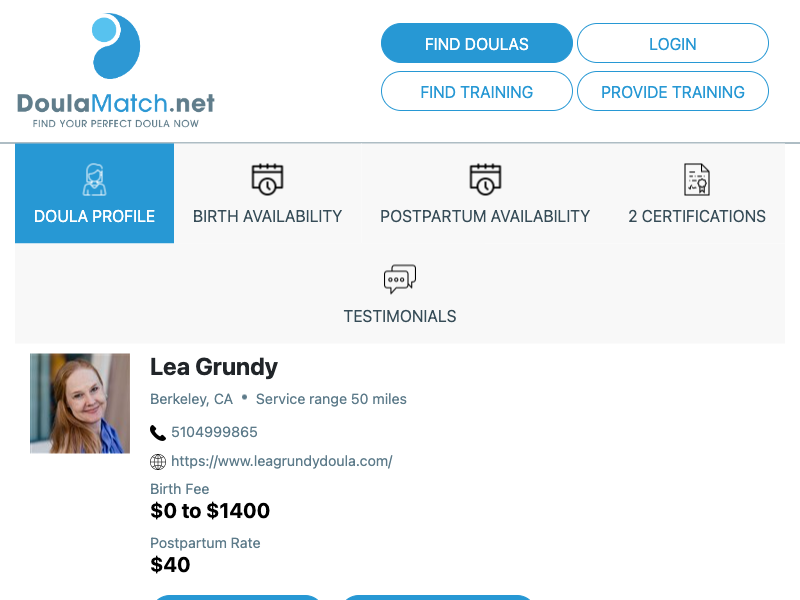 FIND DOULAS
LOGIN
FIND TRAINING
PROVIDE TRAINING
DoulaMatch.net
FIND YOUR PERFECT DOULA NOW
DOULA PROFILE
BIRTH AVAILABILITY
POSTPARTUM AVAILABILITY
2 CERTIFICATIONS
TESTIMONIALS
Lea Grundy
Berkeley, CA • Service range 50 miles
5104999865
https://www.leagrundydoula.com/
Birth Fee
$0 to $1400
Postpartum Rate
$40